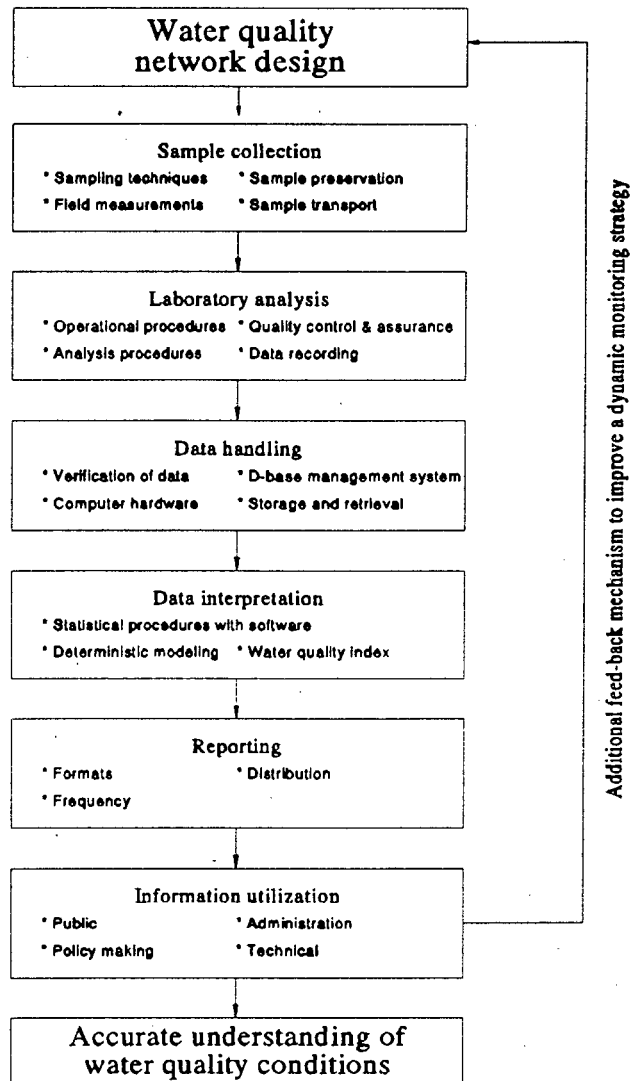 Water quality
network design
Sample collection
* Sampling techniques * Sample preservation
* Field measurements * Sample transport
Laboratory analysis
* Operational procedures * Quality control & assurance
* Analysis procedures * Data recording
Data handling
* Verification of data * D-base management system
* Computer hardware * Storage and retrieval
Data interpretation
* Statistical procedures with software
* Deterministic modeling * Water quality index
Reporting
* Formats * Distribution
* Frequency
Information utilization
* Public * Administration
* Policy making * Technical
Accurate understanding of
water quality conditions
Additional feed-back mechanism to improve a dynamic monitoring strategy